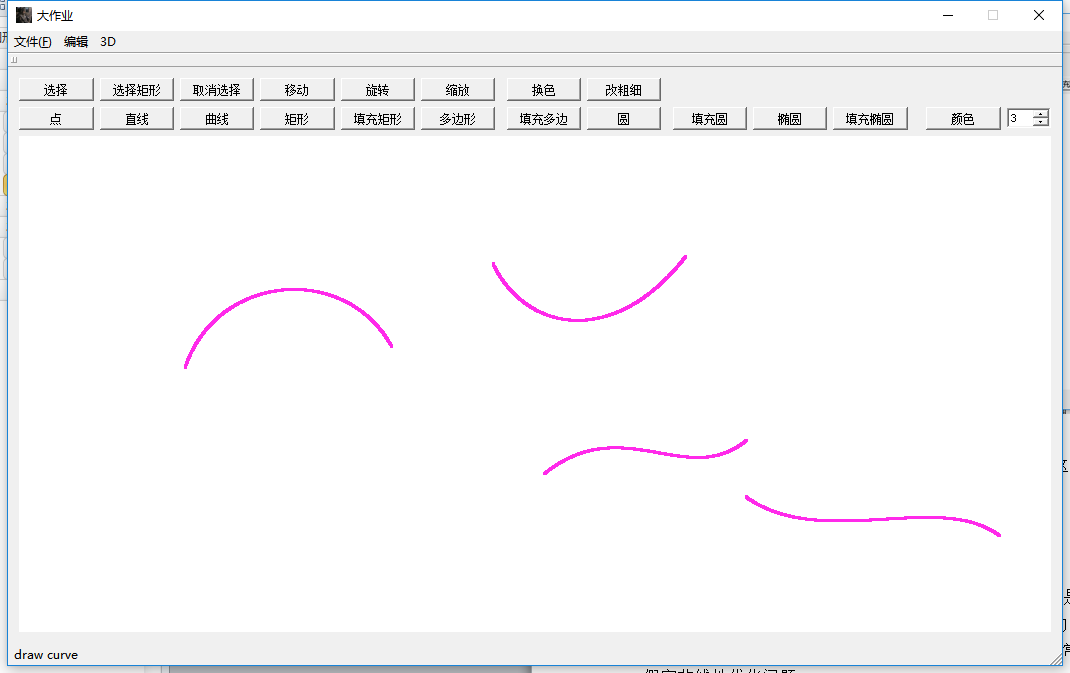 大作业
文件(F) 编辑 3D
选择 选择矩形 取消选择 移动 旋转 缩放 换色 改粗细
点 直线 曲线 矩形 填充矩形 多边形 填充多边 圆 填充圆 椭圆 填充椭圆 颜色 3
draw curve